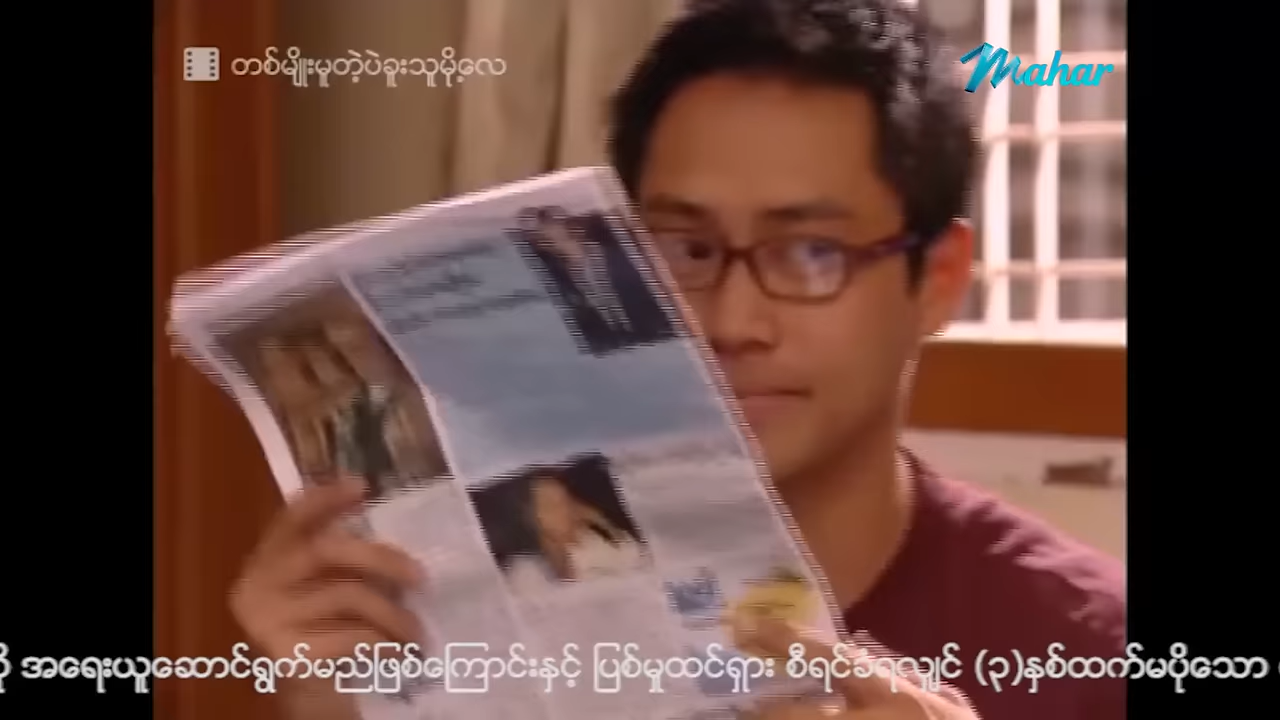 တစ်မျိုးမူတဲ့ပဲခူးသူမို့လေ
Mahar
အရေးယူဆောင်ရွက်မည်ဖြစ်ကြောင်းနှင့် ပြစ်မှုထင်ရှား စီရင်ခံရလျှင် (၃)နှစ်ထက်မပိုသော